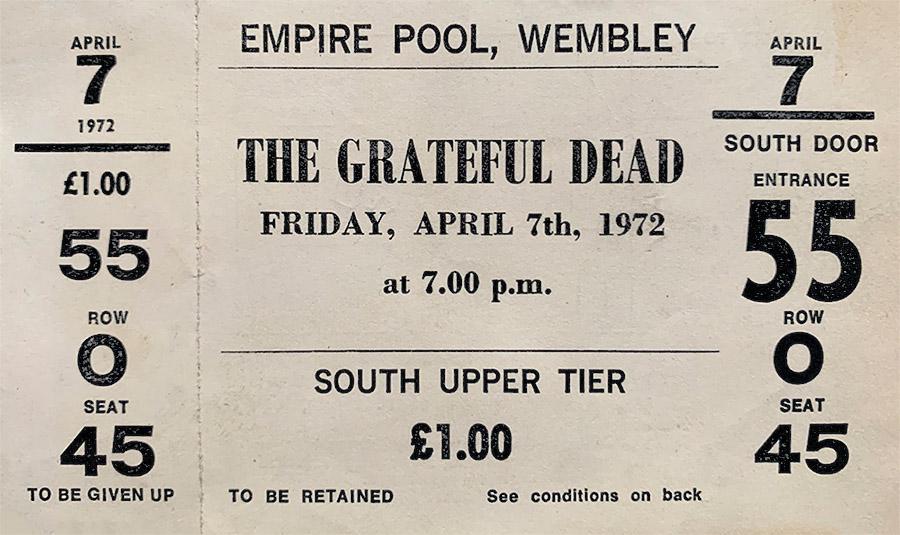 APRIL
7
1972
£1.00
55
ROW
O
SEAT
45
TO BE GIVEN UP
EMPIRE POOL, WEMBLEY
THE GRATEFUL DEAD
FRIDAY, APRIL 7th, 1972
at 7.00 p.m.
SOUTH UPPER TIER
£1.00
TO BE RETAINED
See conditions on back
APRIL
7
SOUTH DOOR
ENTRANCE
55
ROW
O
SEAT
45